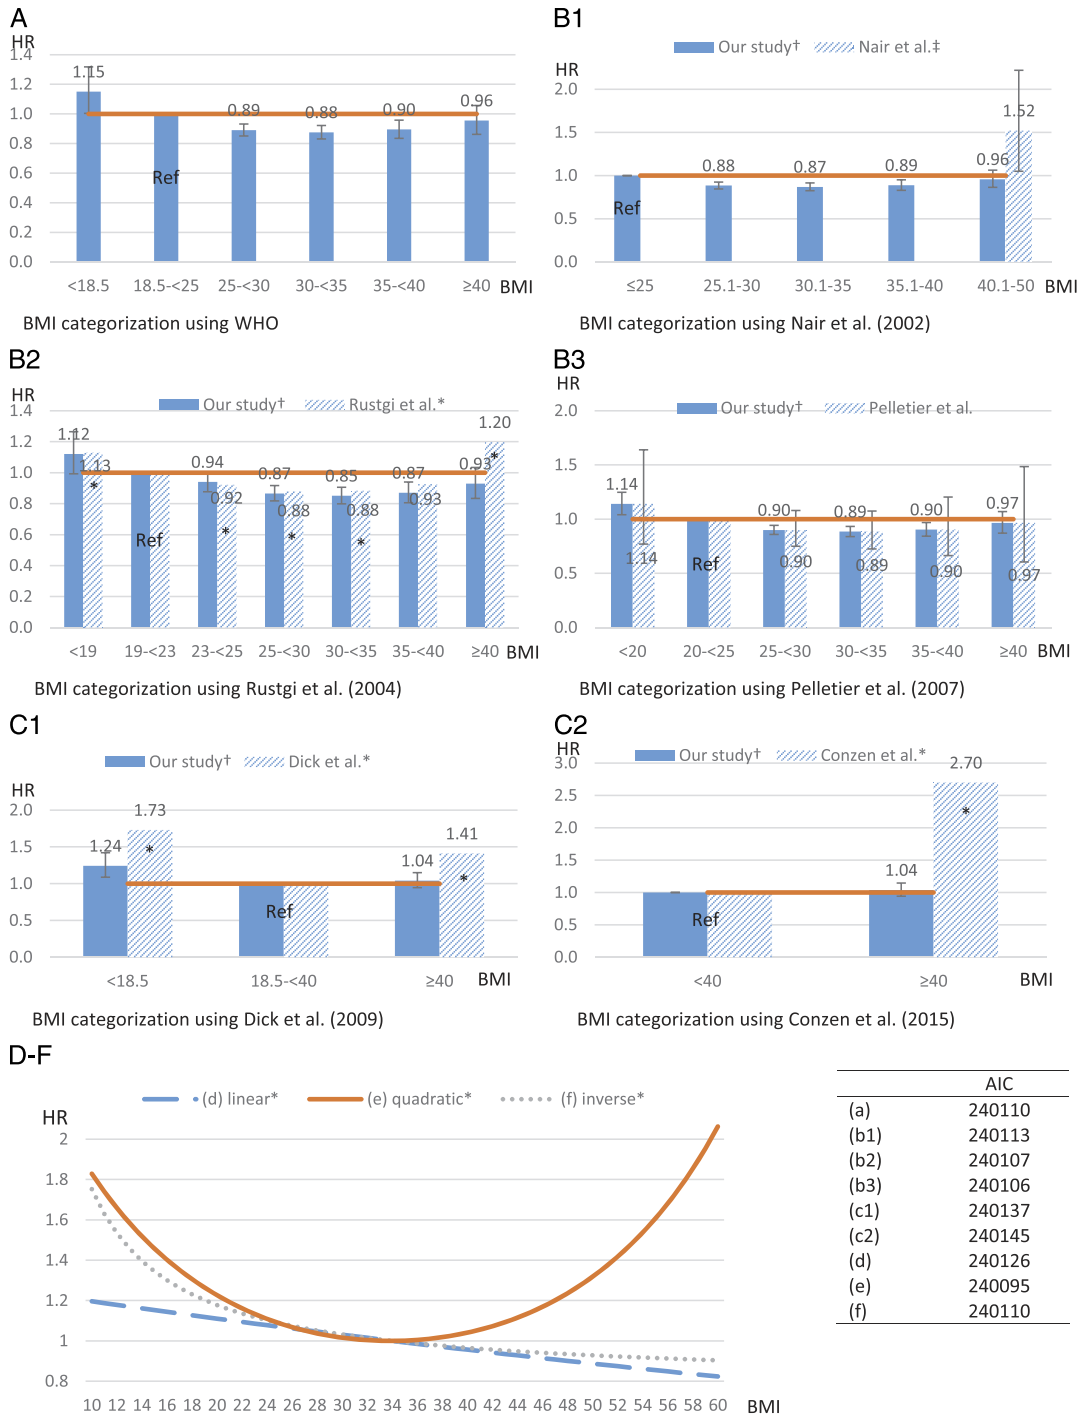 A
HR
1.4
1.2
1.0
0.8
0.6
0.4
0.2
0.0
1.15
Ref
0.89
0.88
0.90
0.96
<18.5 18.5-<25 25-<30 30-<35 35-<40 ≥40 BMI
BMI categorization using WHO
B1
Our study† Nair et al.‡
HR
2.0
1.5
1.0
0.5
0.0
Ref
0.88
0.87
0.89
0.96
1.52
≤25 25.1-30 30.1-35 35.1-40 40.1-50 BMI
BMI categorization using Nair et al. (2002)
B2
HR
Our study† Rustgi et al.*
1.4
1.2
1.0
0.8
0.6
0.4
0.2
0.0
1.12
1.13
*
Ref
0.94
0.92
*
0.87
0.88
*
0.85
0.88
*
0.87
0.93
0.93
1.20
*
<19 19-<23 23-<25 25-<30 30-<35 35-<40 ≥40 BMI
BMI categorization using Rustgi et al. (2004)
B3
HR
Our study† Pelletier et al.
2.0
1.5
1.0
0.5
0.0
1.14
1.14
Ref
0.90
0.90
0.89
0.89
0.90
0.90
0.97
0.97
<20 20-<25 25-<30 30-<35 35-<40 ≥40 BMI
BMI categorization using Pelletier et al. (2007)
C1
Our study† Dick et al.*
HR
2.0
1.5
1.0
0.5
0.0
1.24
1.73
*
Ref
1.04
1.41
*
<18.5 18.5-<40 ≥40 BMI
BMI categorization using Dick et al. (2009)
C2
HR
Our study† Conzen et al.*
3.0
2.5
2.0
1.5
1.0
0.5
0.0
Ref
1.04
2.70
*
<40 ≥40 BMI
BMI categorization using Conzen et al. (2015)
D-F
(d) linear* (e) quadratic* (f) inverse*
HR
2
1.8
1.6
1.4
1.2
1
0.8
10 12 14 16 18 20 22 24 26 28 30 32 34 36 38 40 42 44 46 48 50 52 54 56 58 60 BMI
AIC
(a) 240110
(b1) 240113
(b2) 240107
(b3) 240106
(c1) 240137
(c2) 240145
(d) 240126
(e) 240095
(f) 240110